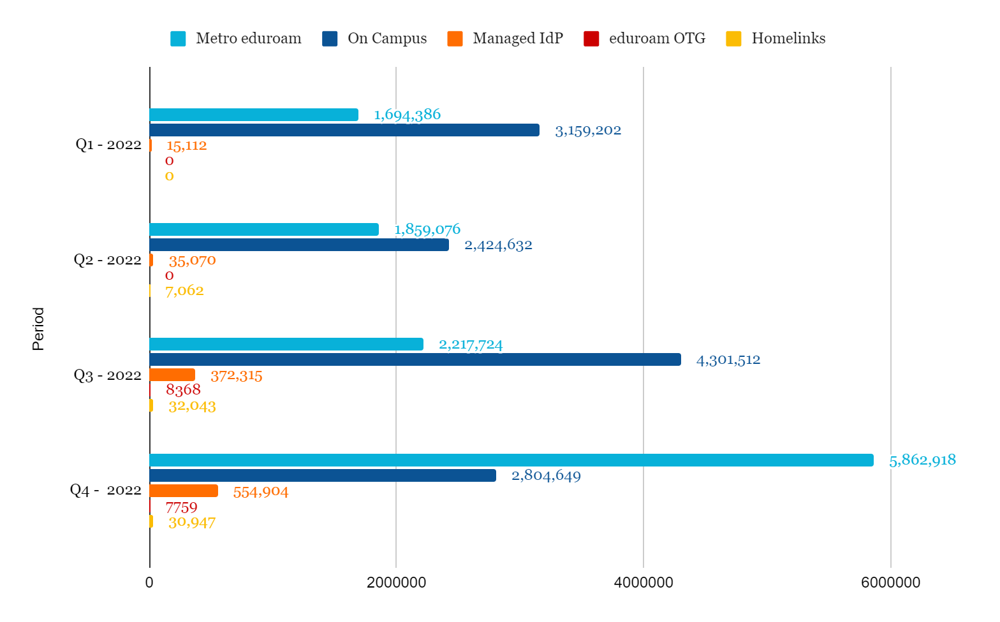 Metro eduroam On Campus Managed IdP eduroam OTG Homelinks
Period
Q1 - 2022
1,694,386
3,159,202
15,112
0
0
Q2 - 2022
1,859,076
2,424,632
35,070
0
7,062
Q3 - 2022
2,217,724
4,301,512
372,315
8368
32,043
Q4 - 2022
5,862,918
2,804,649
554,904
7759
30,947
0 2000000 4000000 6000000